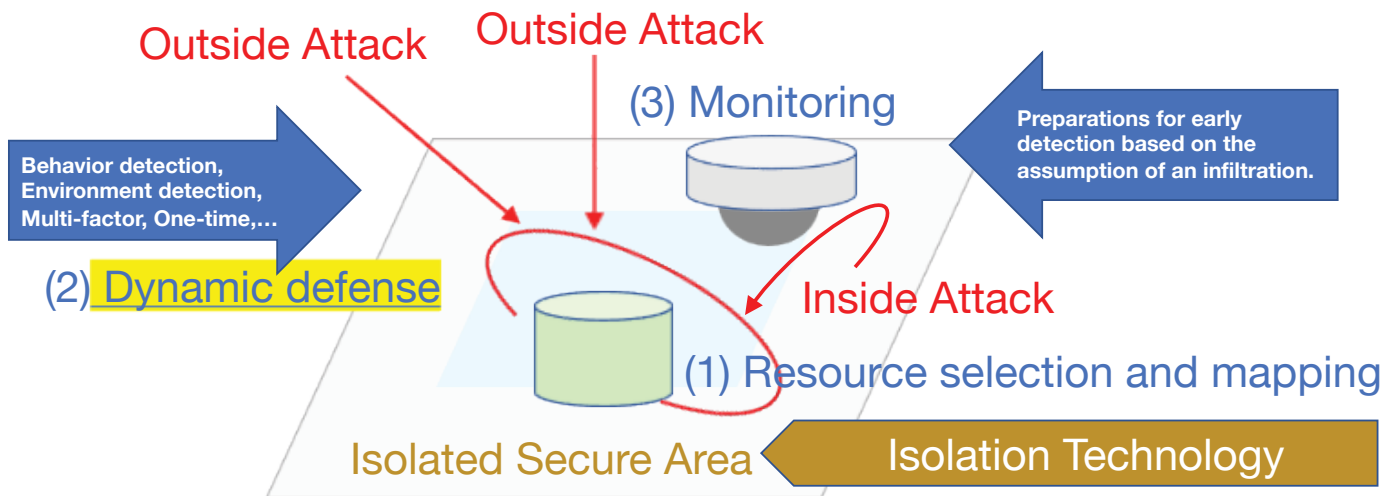 Outside Attack
Outside Attack
(3) Monitoring
Preparations for early
detection based on the
assumption of an infiltration.
Behavior detection,
Environment detection,
Multi-factor, One-time,…
(2) Dynamic defense
Inside Attack
(1) Resource selection and mapping
Isolated Secure Area
Isolation Technology